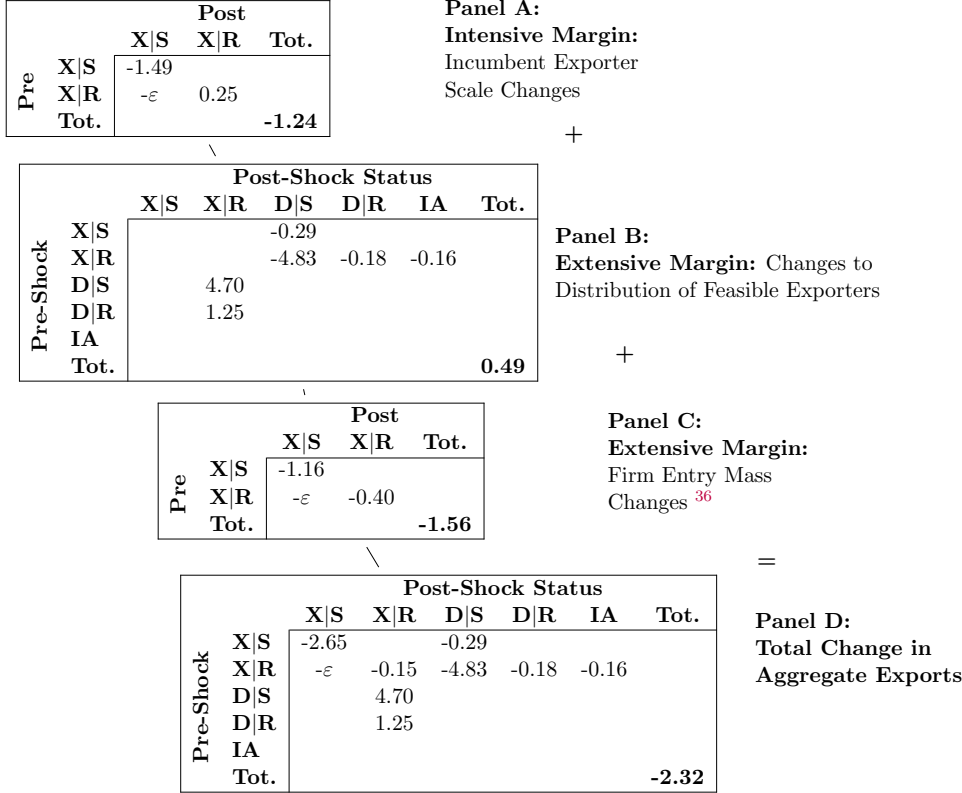 Post
X|S X|R Tot.
Pre
X|S -1.49
X|R -ε 0.25
Tot. -1.24
Panel A:
Intensive Margin:
Incumbent Exporter
Scale Changes
+
Post-Shock Status
X|S X|R D|S D|R IA Tot.
Pre-Shock
X|S -0.29
X|R -4.83 -0.18 -0.16
D|S 4.70
D|R 1.25
IA
Tot. 0.49
Panel B:
Extensive Margin: Changes to
Distribution of Feasible Exporters
+
Post
X|S X|R Tot.
Pre
X|S -1.16
X|R -ε -0.40
Tot. -1.56
Panel C:
Extensive Margin:
Firm Entry Mass
Changes 36
=
Post-Shock Status
X|S X|R D|S D|R IA Tot.
Pre-Shock
X|S -2.65 -0.29
X|R -ε -0.15 -4.83 -0.18 -0.16
D|S 4.70
D|R 1.25
IA
Tot. -2.32
Panel D:
Total Change in
Aggregate Exports